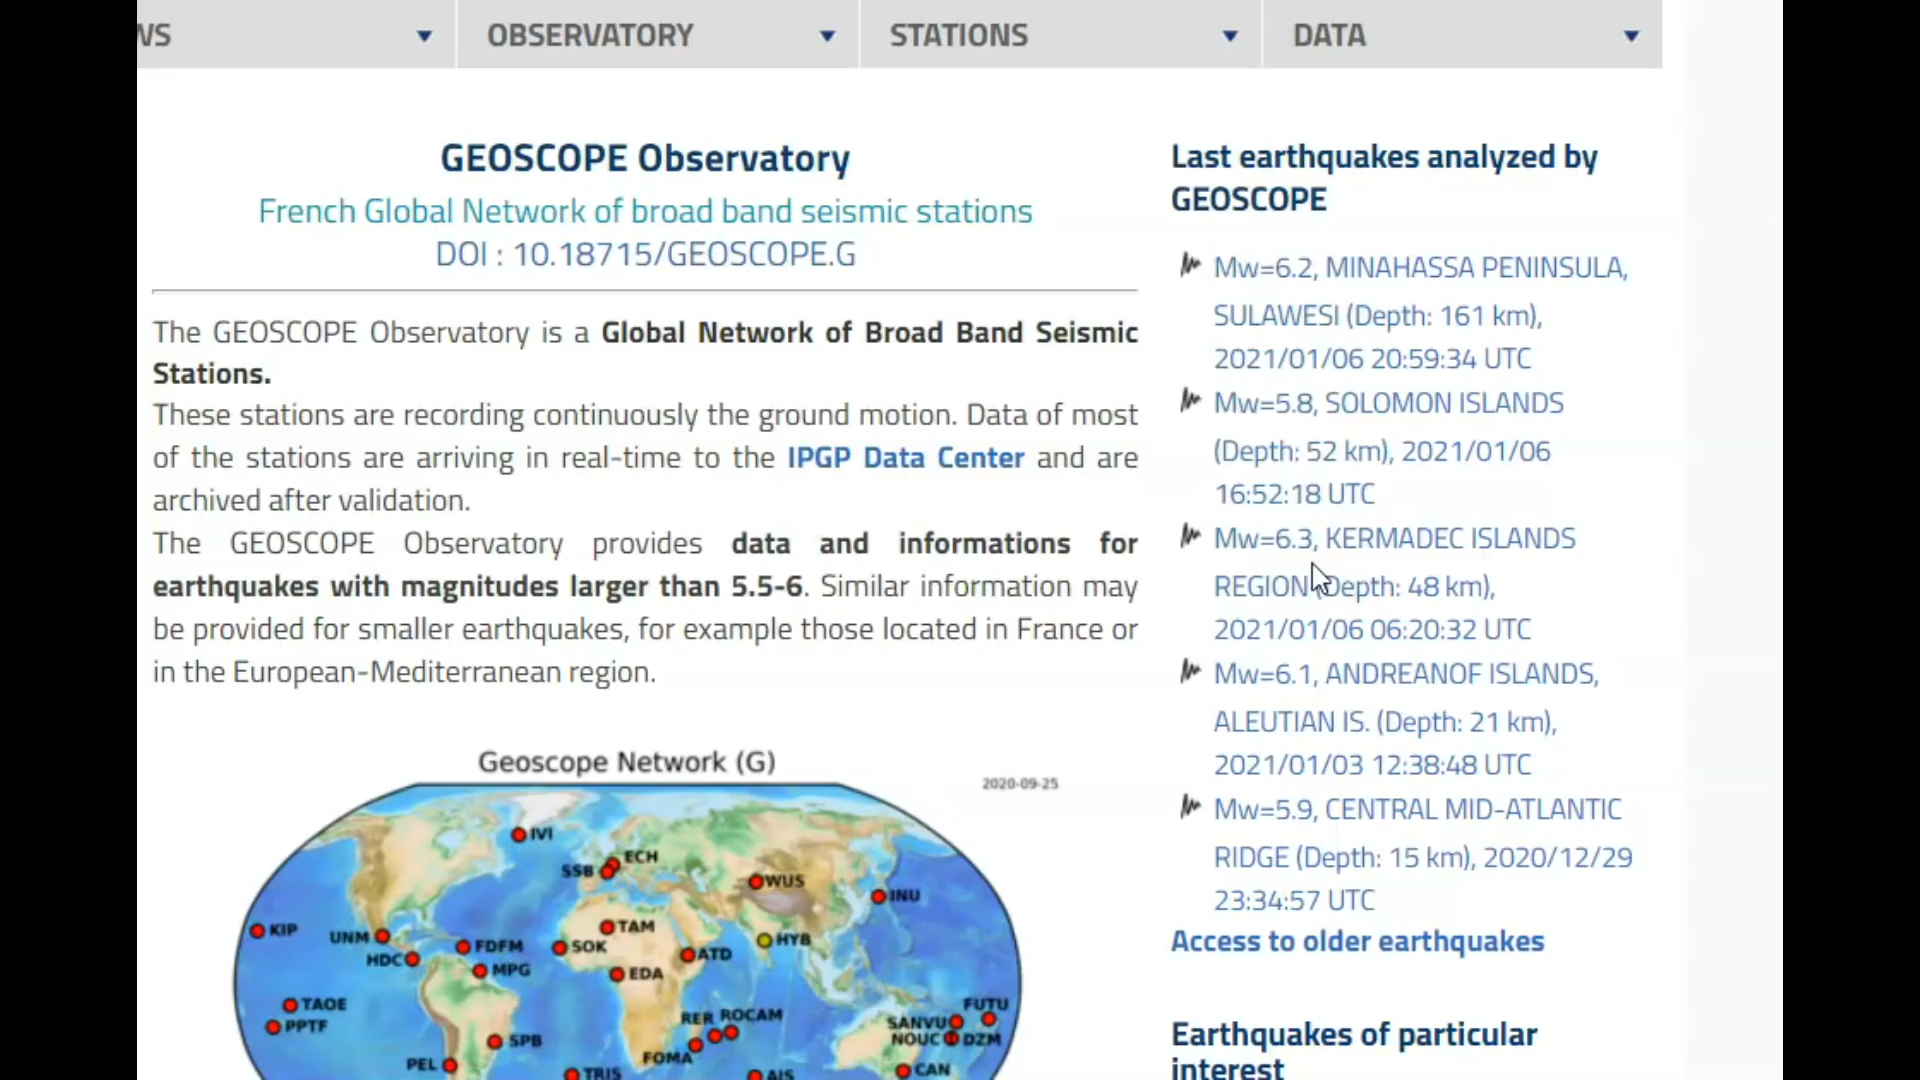 WS
OBSERVATORY
STATIONS
DATA
GEOSCOPE Observatory
French Global Network of broad band seismic stations
DOI : 10.18715/GEOSCOPE.G
The GEOSCOPE Observatory is a Global Network of Broad Band Seismic
Stations.
These stations are recording continuously the ground motion. Data of most
of the stations are arriving in real-time to the IPGP Data Center and are
archived after validation.
The GEOSCOPE Observatory provides data and informations for
earthquakes with magnitudes larger than 5.5-6. Similar information may
be provided for smaller earthquakes, for example those located in France or
in the European-Mediterranean region.
Geoscope Network (G)
2020-09-25
IVI
ECH
SSB
WUS
INU
KIP
UNM
HDC
FDFM
MPG
SOK
TAM
EDA
ATD
HYB
TAOE
PPTF
SPB
PEL
RER
ROCAM
FOMA
TRIS
AIS
FUTU
SANVU
NOUC
DZM
CAN
Last earthquakes analyzed by
GEOSCOPE
Mw=6.2, MINAHASSA PENINSULA,
SULAWESI (Depth: 161 km),
2021/01/06 20:59:34 UTC
Mw=5.8, SOLOMON ISLANDS
(Depth: 52 km), 2021/01/06
16:52:18 UTC
Mw=6.3, KERMADEC ISLANDS
REGION (Depth: 48 km),
2021/01/06 06:20:32 UTC
Mw=6.1, ANDREANOF ISLANDS,
ALEUTIAN IS. (Depth: 21 km),
2021/01/03 12:38:48 UTC
Mw=5.9, CENTRAL MID-ATLANTIC
RIDGE (Depth: 15 km), 2020/12/29
23:34:57 UTC
Access to older earthquakes
Earthquakes of particular
interest